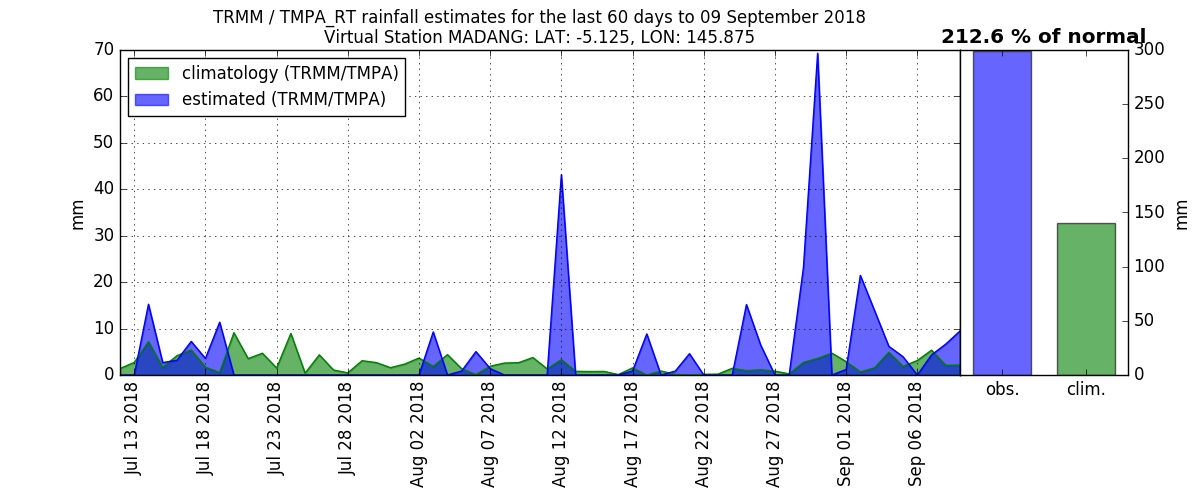 TRMM / TMPA_RT rainfall estimates for the last 60 days to 09 September 2018
Virtual Station MADANG: LAT: -5.125, LON: 145.875
212.6 % of normal
climatology (TRMM/TMPA)
estimated (TRMM/TMPA)
70
60
50
40
30
20
10
0
mm
300
250
200
150
100
50
0
mm
Jul 13 2018
Jul 18 2018
Jul 23 2018
Jul 28 2018
Aug 02 2018
Aug 07 2018
Aug 12 2018
Aug 17 2018
Aug 22 2018
Aug 27 2018
Sep 01 2018
Sep 06 2018
obs.
clim.